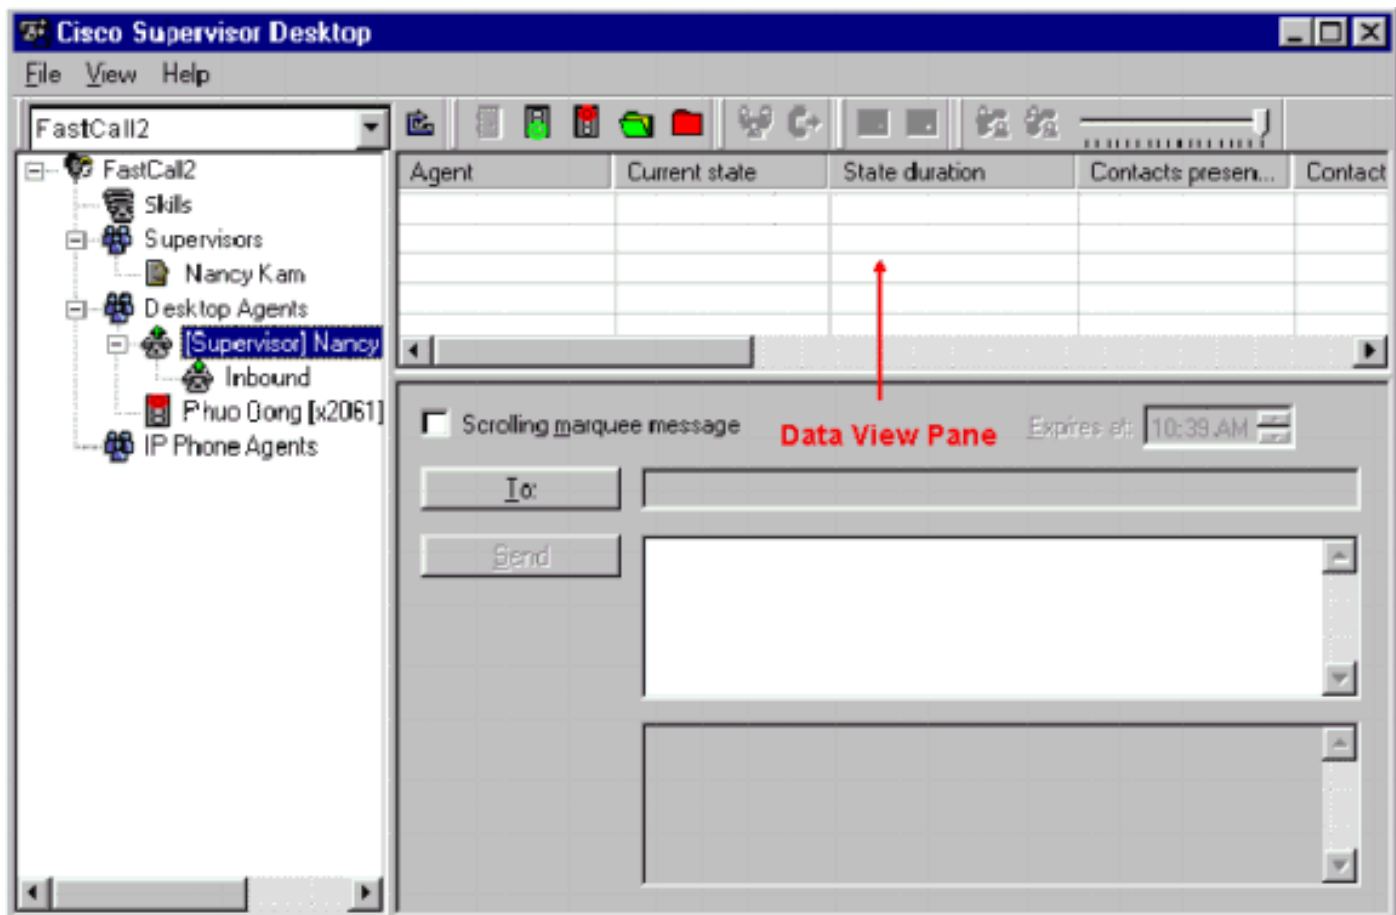 Cisco Supervisor Desktop
File View Help
FastCall2
Agent Current state State duration Contacts presen... Contact
FastCall2
Skills
Supervisors
Nancy Kam
Desktop Agents
[Supervisor] Nancy
Inbound
Phuo Gong [x2061]
IP Phone Agents
Scrolling marquee message
Data View Pane
Expires at: 10:39 AM
To:
Send